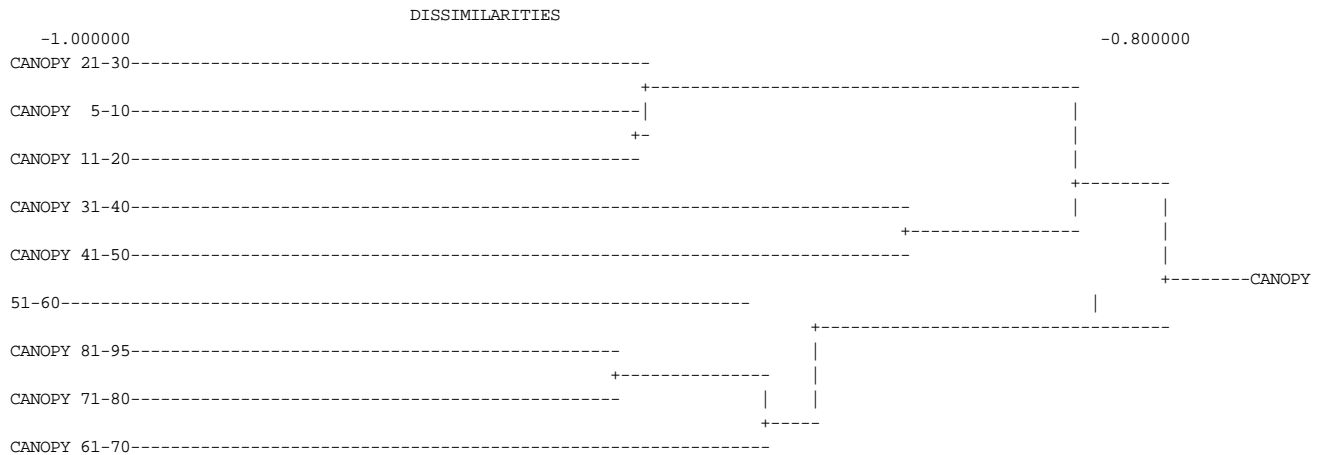 DISSIMILARITIES
-1.000000 -0.800000
CANOPY 21-30
CANOPY 5-10
CANOPY 11-20
CANOPY 31-40
CANOPY 41-50
CANOPY
51-60
CANOPY 81-95
CANOPY 71-80
CANOPY 61-70